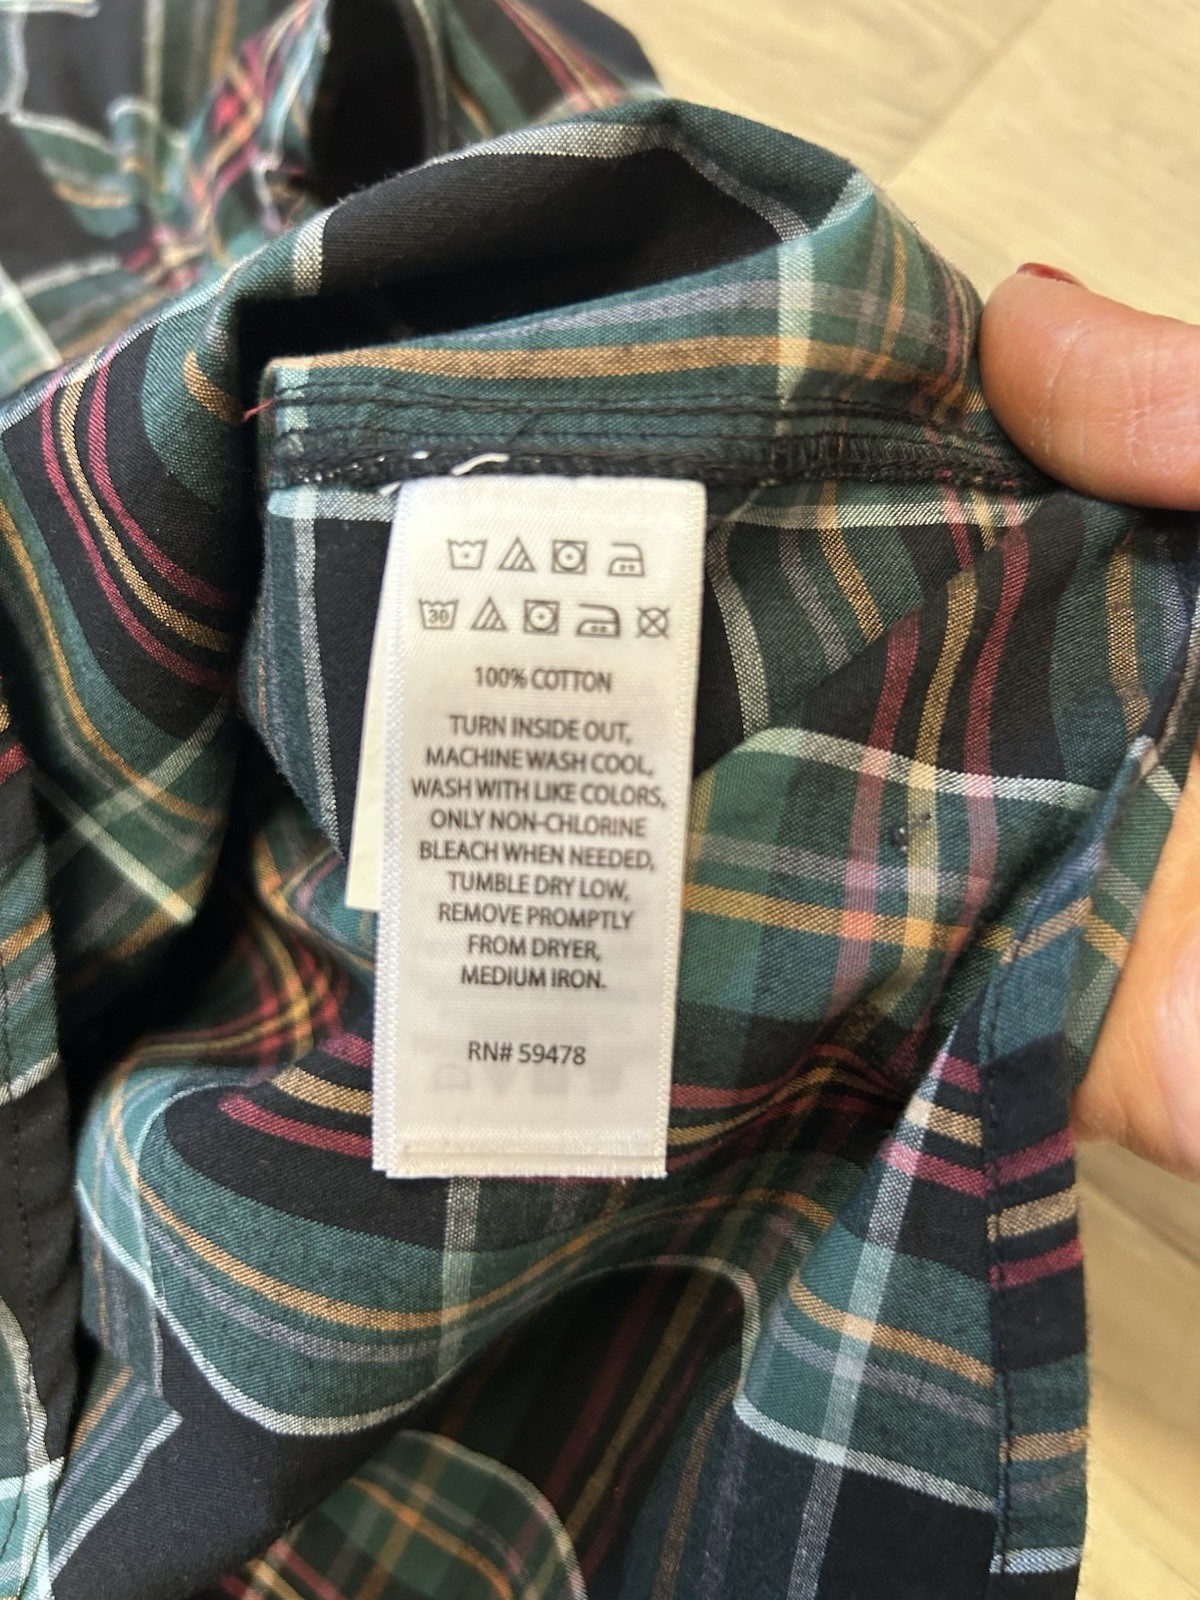 30
100% COTTON
TURN INSIDE OUT,
MACHINE WASH COOL,
WASH WITH LIKE COLORS,
ONLY NON-CHLORINE
BLEACH WHEN NEEDED,
TUMBLE DRY LOW,
REMOVE PROMPTLY
FROM DRYER,
MEDIUM IRON.
RN# 59478